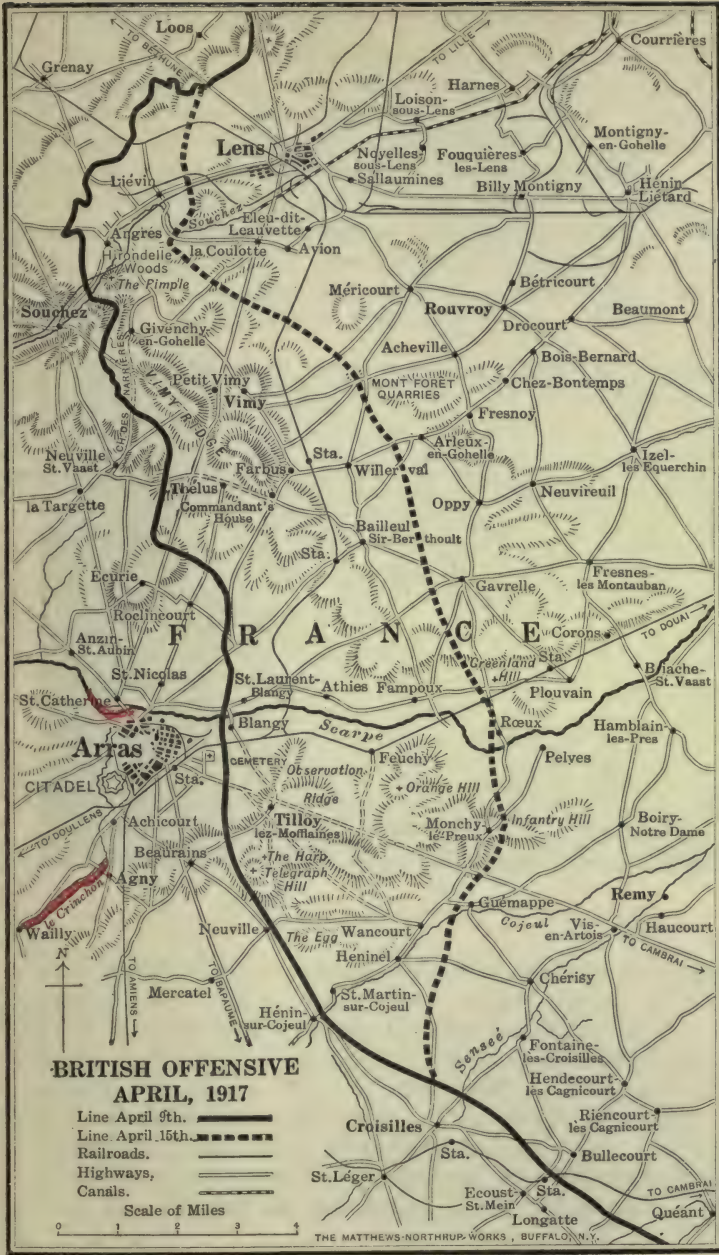 Loos
TO BETHUNE
TO LILLE
Courrières
Grenay
Harnes
Loison-
sous-Lens
Montigny-
en-Gohelle
Lens
Noyelles
sous-Lens
Fouquières
les-Lens
Sallaumines
Liévin
Billy Montigny
Hénin
Liétard
Souchez
Eleu-dit-
Leauvette
Angres
la Coulotte
Avion
Hirondelle
Woods
The Pimple
Méricourt
Bétricourt
Souchez
Rouvroy
Drocourt
Beaumont
Givenchy
en-Gohelle
Acheville
Bois-Bernard
CH. DES
Petit Vimy
Vimy
MONT FORET
QUARRIES
Chez-Bontemps
VIMY RIDGE
Fresnoy
Arleux-
en-Gohelle
Neuville
St. Vaast
Sta.
Willerval
Izel-
les Equerchin
Farbus
Thelus
Commandant's
House
Neuvireuil
la Targette
Oppy
Bailleul
Sir-Berthoult
Sta.
Ecurie
Gavrelle
Fresnes-
les Montauban
Roclincourt
FRANCE
Corons
TO DOUAI
Anzin-
St. Aubin
Greenland
Hill
Sta.
St. Nicolas
St. Laurent-
Blangy
Athies
Fampoux
Plouvain
Biache-
St. Vaast
St. Catherine
Blangy
Scarpe
Rœux
Hamblain-
les-Pres
Arras
Feuchy
Pelves
CEMETERY
Observation
Ridge
Sta.
CITADEL
Orange Hill
TO DOULLENS
Achicourt
Tilloy
lez-Mofflaines
Monchy-
le-Preux
Infantry Hill
Boiry-
Notre Dame
Beaurains
The Harp
Telegraph
Hill
Agny
le Crinchon
Remy
Guémappe
Cojeul
Wailly
Neuville
The Egg
Wancourt
Vis-
en-Artois
Haucourt
TO CAMBRAI
N
Heninel
TO AMIENS
Mercatel
TO BAPAUME
St. Martin-
sur-Cojeul
Chérisy
Hénin-
sur-Cojeul
Senseé
Fontaine-
lès-Croisilles
BRITISH OFFENSIVE
APRIL, 1917
Hendecourt-
lès Cagnicourt
Line April 9th.
Line April 15th.
Railroads.
Highways.
Canals.
Riencourt-
lès Cagnicourt
Croisilles
Sta.
Bullecourt
Scale of Miles
0 1 2 3 4
St. Léger
Ecoust-
St. Mein
Sta.
TO CAMBRAI
Longatte
Quéant
THE MATTHEWS-NORTHRUP WORKS, BUFFALO, N.Y.